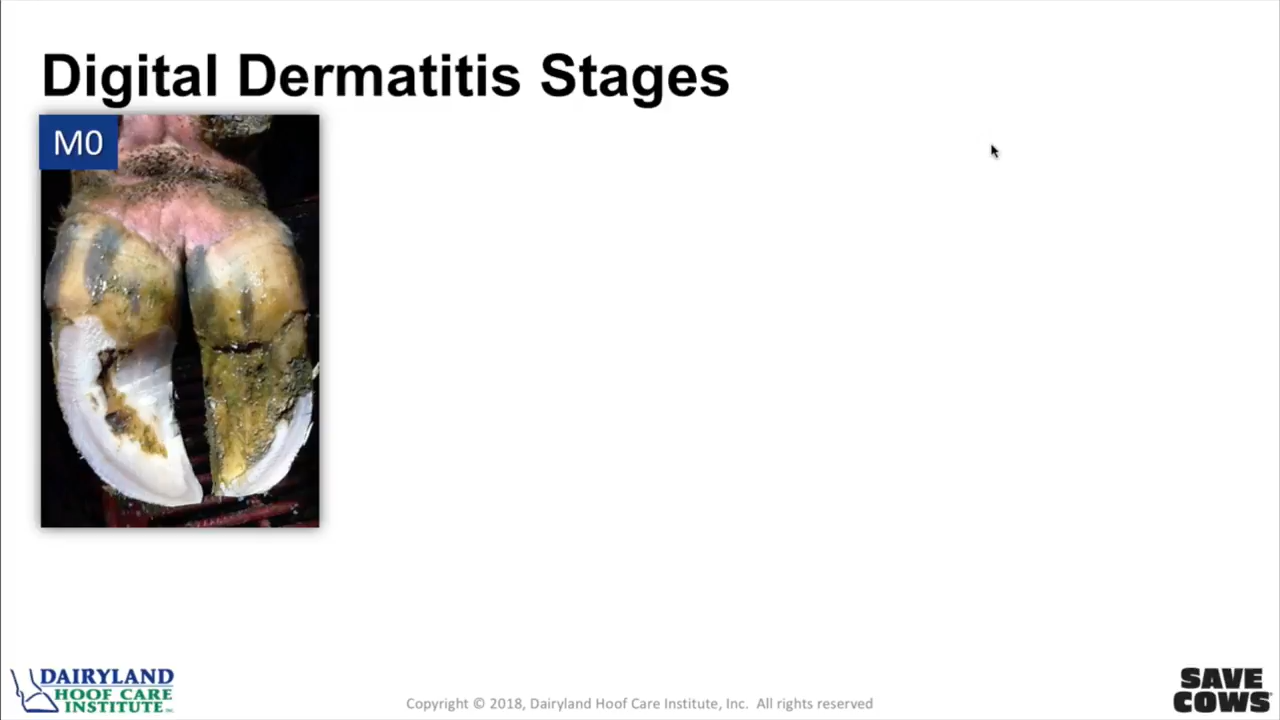 Digital Dermatitis Stages
M0
DAIRYLAND
HOOF CARE
INSTITUTE INC.
Copyright © 2018, Dairyland Hoof Care Institute, Inc. All rights reserved
SAVE
COWS